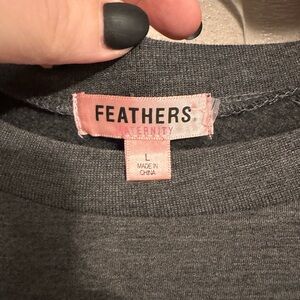 FEATHERS
MATERNITY
L
MADE IN
CHINA